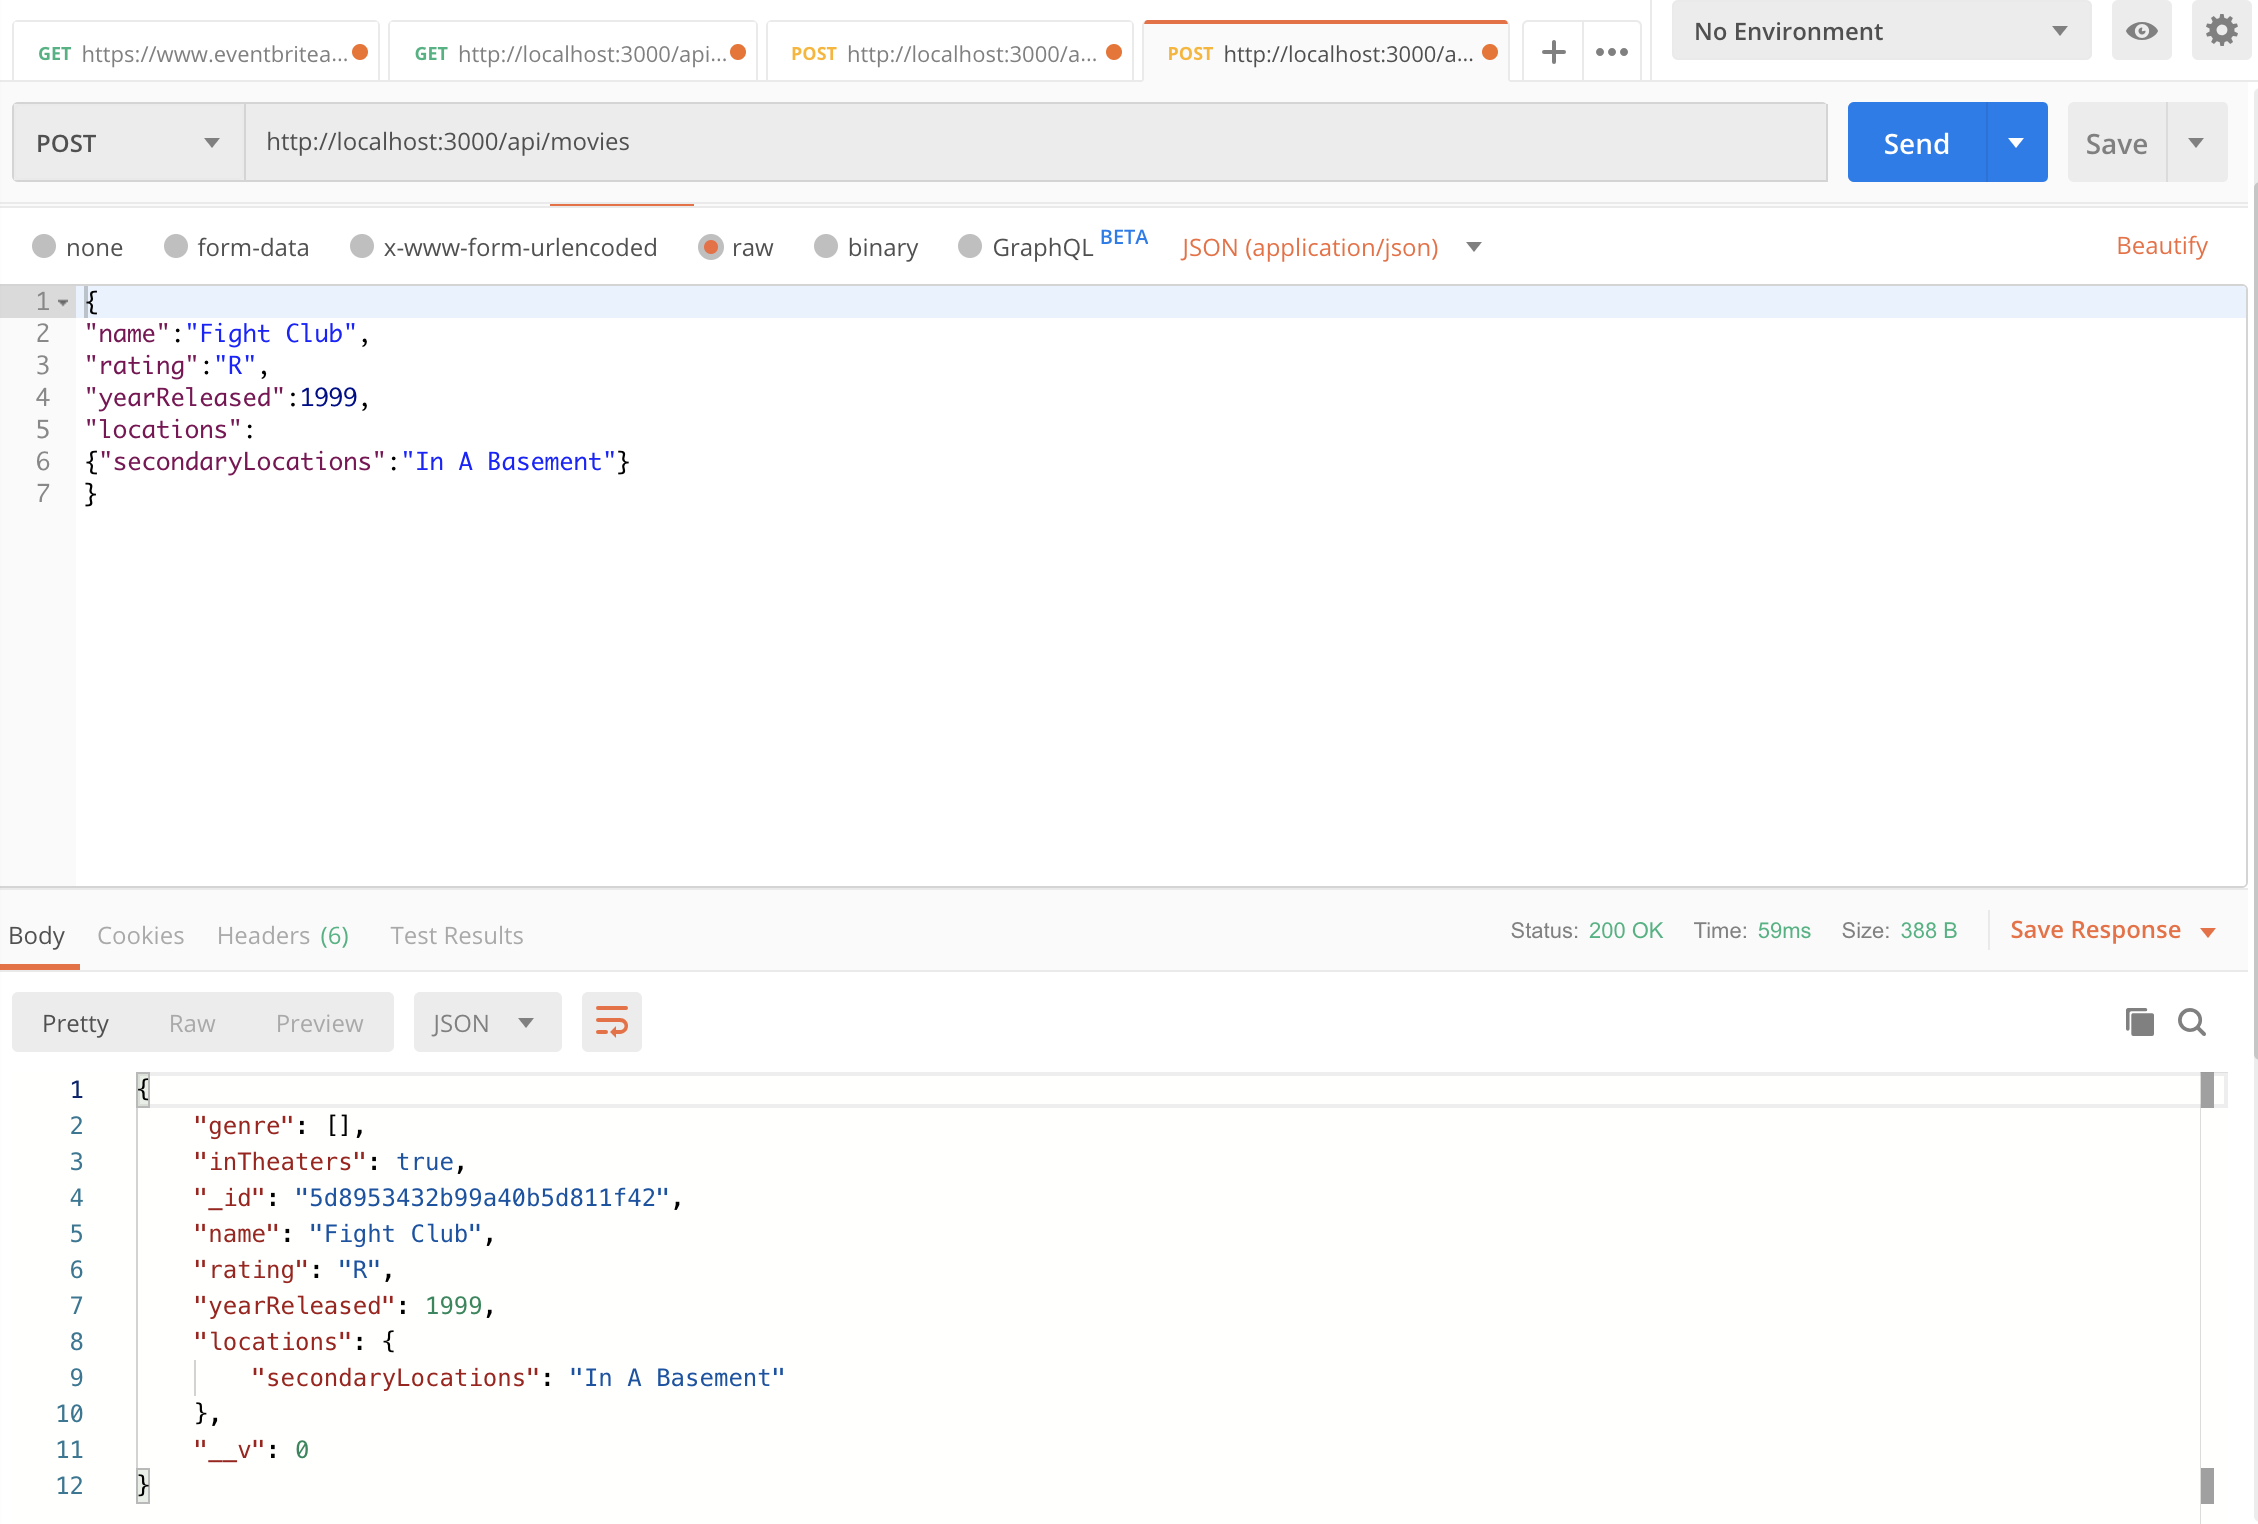 GET https://www.eventbritea... GET http://localhost:3000/api... POST http://localhost:3000/a... POST http://localhost:3000/a... No Environment
POST http://localhost:3000/api/movies Send Save
none form-data x-www-form-urlencoded raw binary GraphQL BETA JSON (application/json) Beautify
1 {
2 "name":"Fight Club",
3 "rating":"R",
4 "yearReleased":1999,
5 "locations":
6 {"secondaryLocations":"In A Basement"}
7 }
Body Cookies Headers (6) Test Results Status: 200 OK Time: 59ms Size: 388 B Save Response
Pretty Raw Preview JSON
1 {
2 "genre": [],
3 "inTheaters": true,
4 "_id": "5d8953432b99a40b5d811f42",
5 "name": "Fight Club",
6 "rating": "R",
7 "yearReleased": 1999,
8 "locations": {
9 "secondaryLocations": "In A Basement"
10 },
11 "__v": 0
12 }